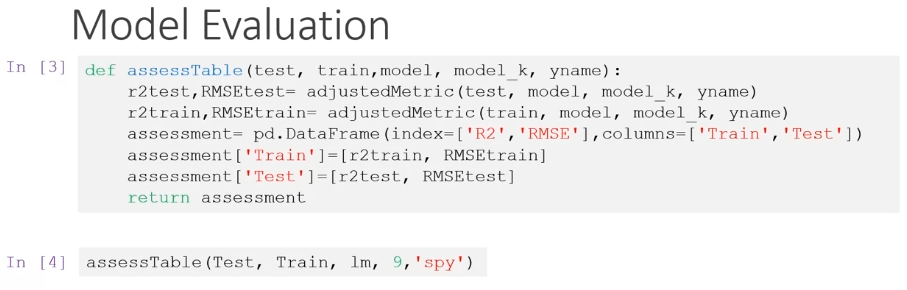 Model Evaluation
In [3] def assessTable(test, train,model, model_k, yname):
r2test,RMSEtest= adjustedMetric(test, model, model_k, yname)
r2train,RMSEtrain= adjustedMetric(train, model, model_k, yname)
assessment= pd.DataFrame(index=['R2','RMSE'],columns=['Train','Test'])
assessment['Train']=[r2train, RMSEtrain]
assessment['Test']=[r2test, RMSEtest]
return assessment
In [4] assessTable(Test, Train, lm, 9,'spy')